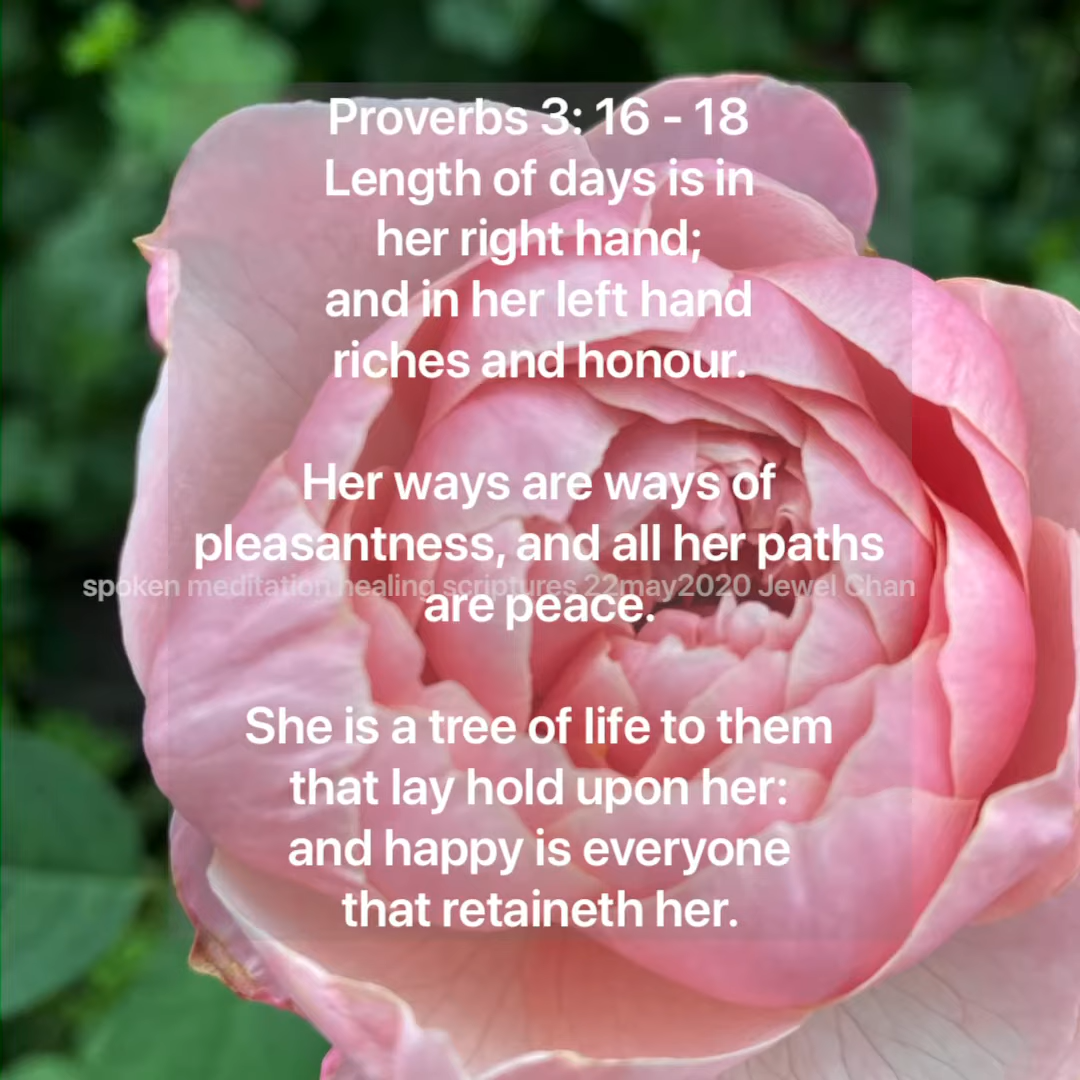 Proverbs 3: 16 - 18
Length of days is in
her right hand;
and in her left hand
riches and honour.
Her ways are ways of
pleasantness, and all her paths
spoken meditation healing scriptures 22may2020 Jewel Chan
are peace.
She is a tree of life to them
that lay hold upon her:
and happy is everyone
that retaineth her.